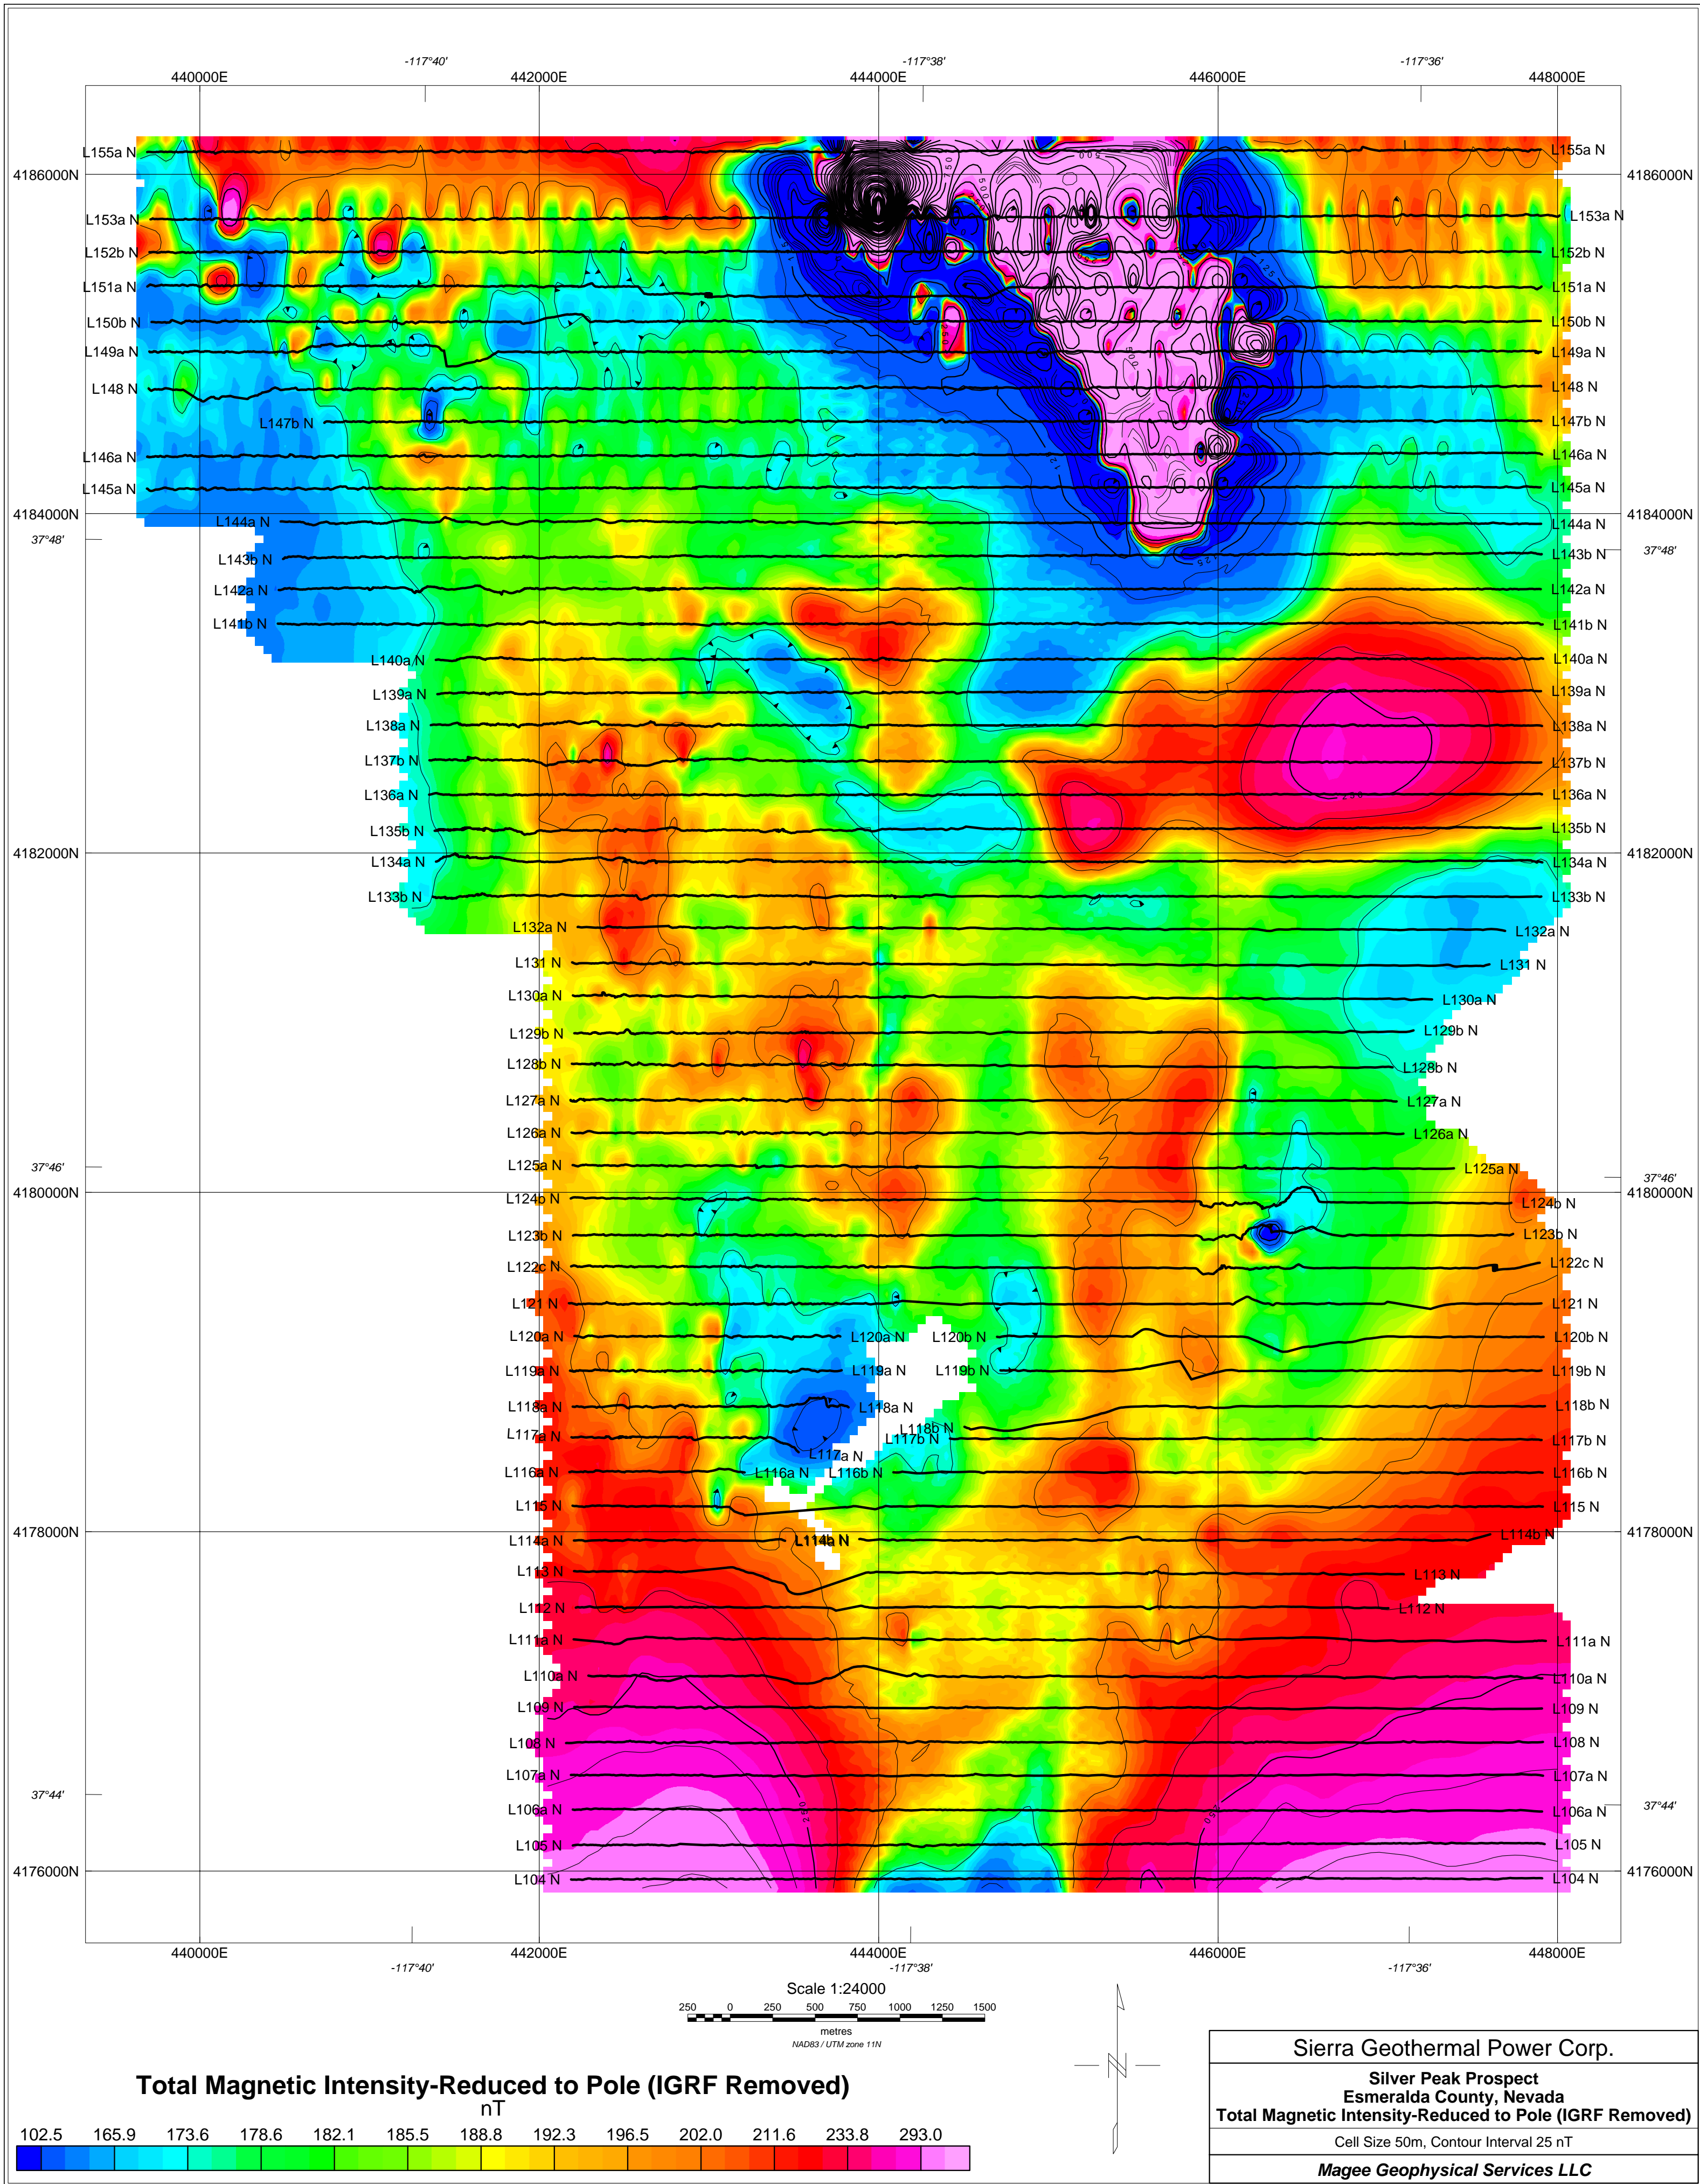 -117°40' -117°38' -117°36'
440000E 442000E 444000E 446000E 448000E
L155a N L155a N
4186000N 4186000N
L153a N L153a N
L152b N L152b N
L151a N L151a N
L150b N L150b N
L149a N L149a N
L148 N L148 N
L147b N L147b N
L146a N L146a N
L145a N L145a N
4184000N 4184000N
L144a N L144a N
37°48' 37°48'
L143b N L143b N
L142a N L142a N
L141b N L141b N
L140a N L140a N
L139a N L139a N
L138a N L138a N
L137b N L137b N
L136a N L136a N
250
L135b N L135b N
4182000N 4182000N
L134a N L134a N
L133b N L133b N
L132a N L132a N
L131 N L131 N
L130a N L130a N
L129b N L129b N
L128b N L128b N
L127a N L127a N
L126a N L126a N
37°46' 37°46'
L125a N L125a N
4180000N 4180000N
L124b N L124b N
L123b N L123b N
L122c N L122c N
L121 N L121 N
L120a N L120a N L120b N L120b N
L119a N L119a N L119b N L119b N
L118a N L118a N L118b N L118b N
L117a N L117a N L117b N L117b N
L116a N L116a N L116b N L116b N
L115 N L115 N
4178000N 4178000N
L114a N L114a N L114b N
L113 N L113 N
L112 N L112 N
L111a N L111a N
L110a N L110a N
L109 N L109 N
L108 N L108 N
L107a N L107a N
37°44' 37°44'
L106a N 250 250 L106a N
L105 N L105 N
4176000N 4176000N
L104 N L104 N
440000E 442000E 444000E 446000E 448000E
-117°40' -117°38' -117°36'
Scale 1:24000
250 0 250 500 750 1000 1250 1500
metres
NAD83 / UTM zone 11N
N
Total Magnetic Intensity-Reduced to Pole (IGRF Removed)
nT
102.5 165.9 173.6 178.6 182.1 185.5 188.8 192.3 196.5 202.0 211.6 233.8 293.0
Sierra Geothermal Power Corp.
Silver Peak Prospect
Esmeralda County, Nevada
Total Magnetic Intensity-Reduced to Pole (IGRF Removed)
Cell Size 50m, Contour Interval 25 nT
Magee Geophysical Services LLC